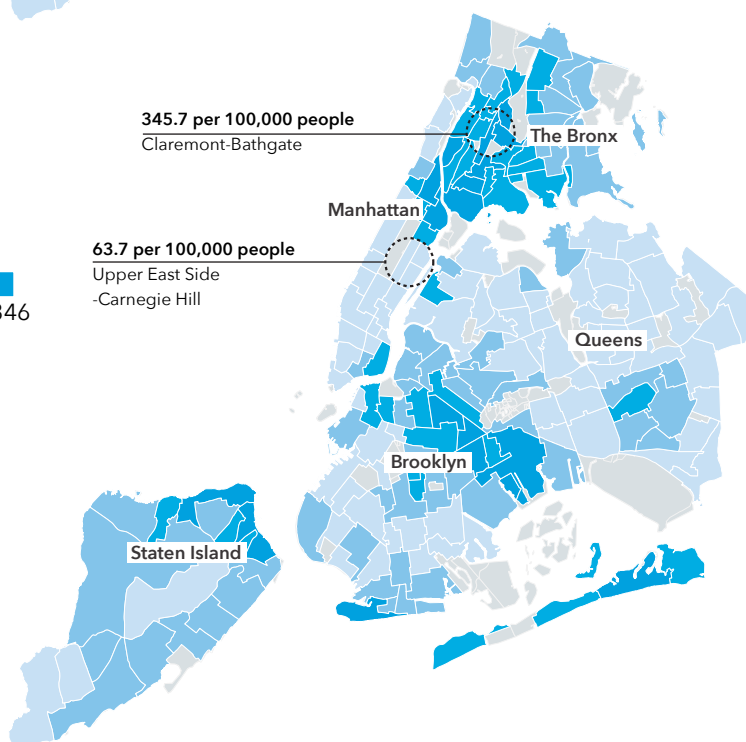 345.7 per 100,000 people
Claremont-Bathgate
The Bronx
Manhattan
63.7 per 100,000 people
Upper East Side
-Carnegie Hill
346
Queens
Brooklyn
Staten Island